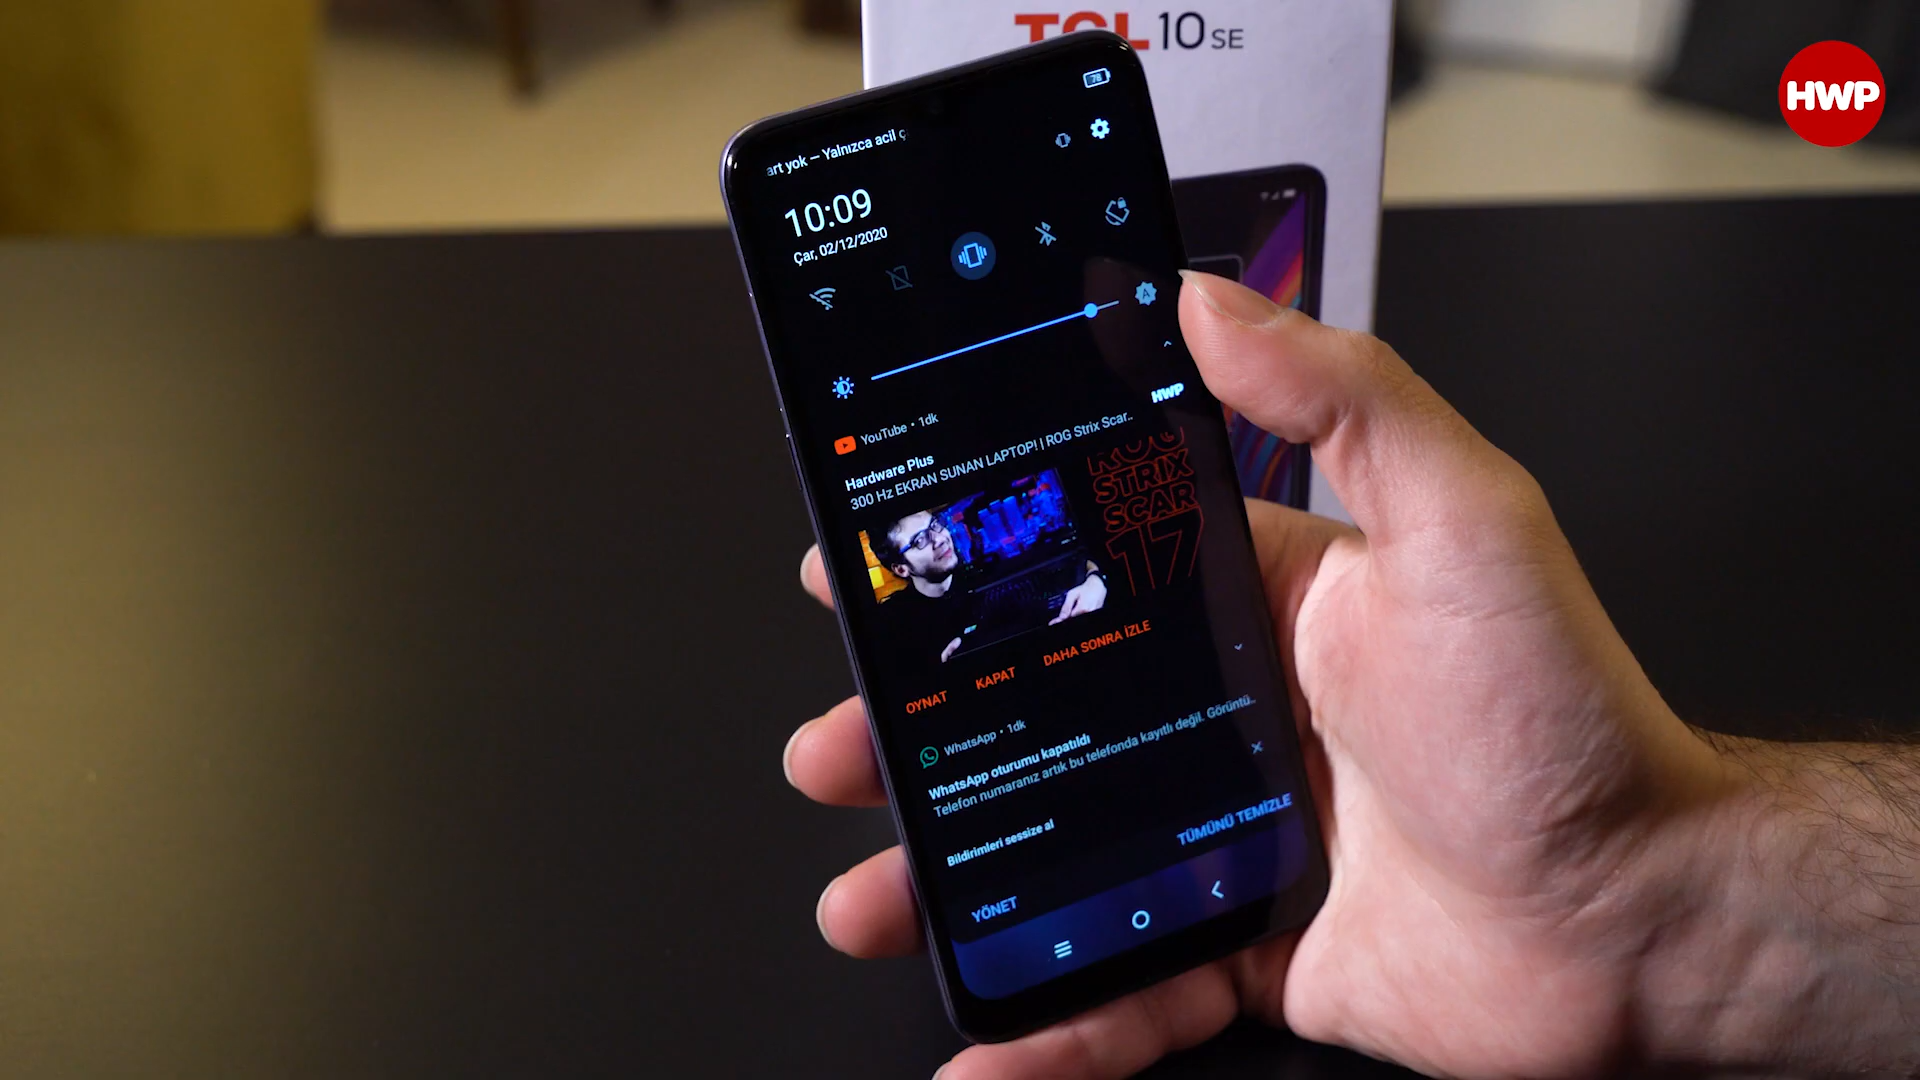 TCL 10 SE
HWP
78
art yok — Yalnızca acil ç
10:09
Çar, 02/12/2020
A
HWP
YouTube • 1dk
Hardware Plus
300 Hz EKRAN SUNAN LAPTOP! | ROG Strix Scar..
ROG
STRIX
SCAR
17
OYNAT KAPAT DAHA SONRA İZLE
WhatsApp • 1dk
WhatsApp oturumu kapatıldı
Telefon numaranız artık bu telefonda kayıtlı değil. Görüntü..
Bildirimleri sessize al
TÜMÜNÜ TEMİZLE
YÖNET